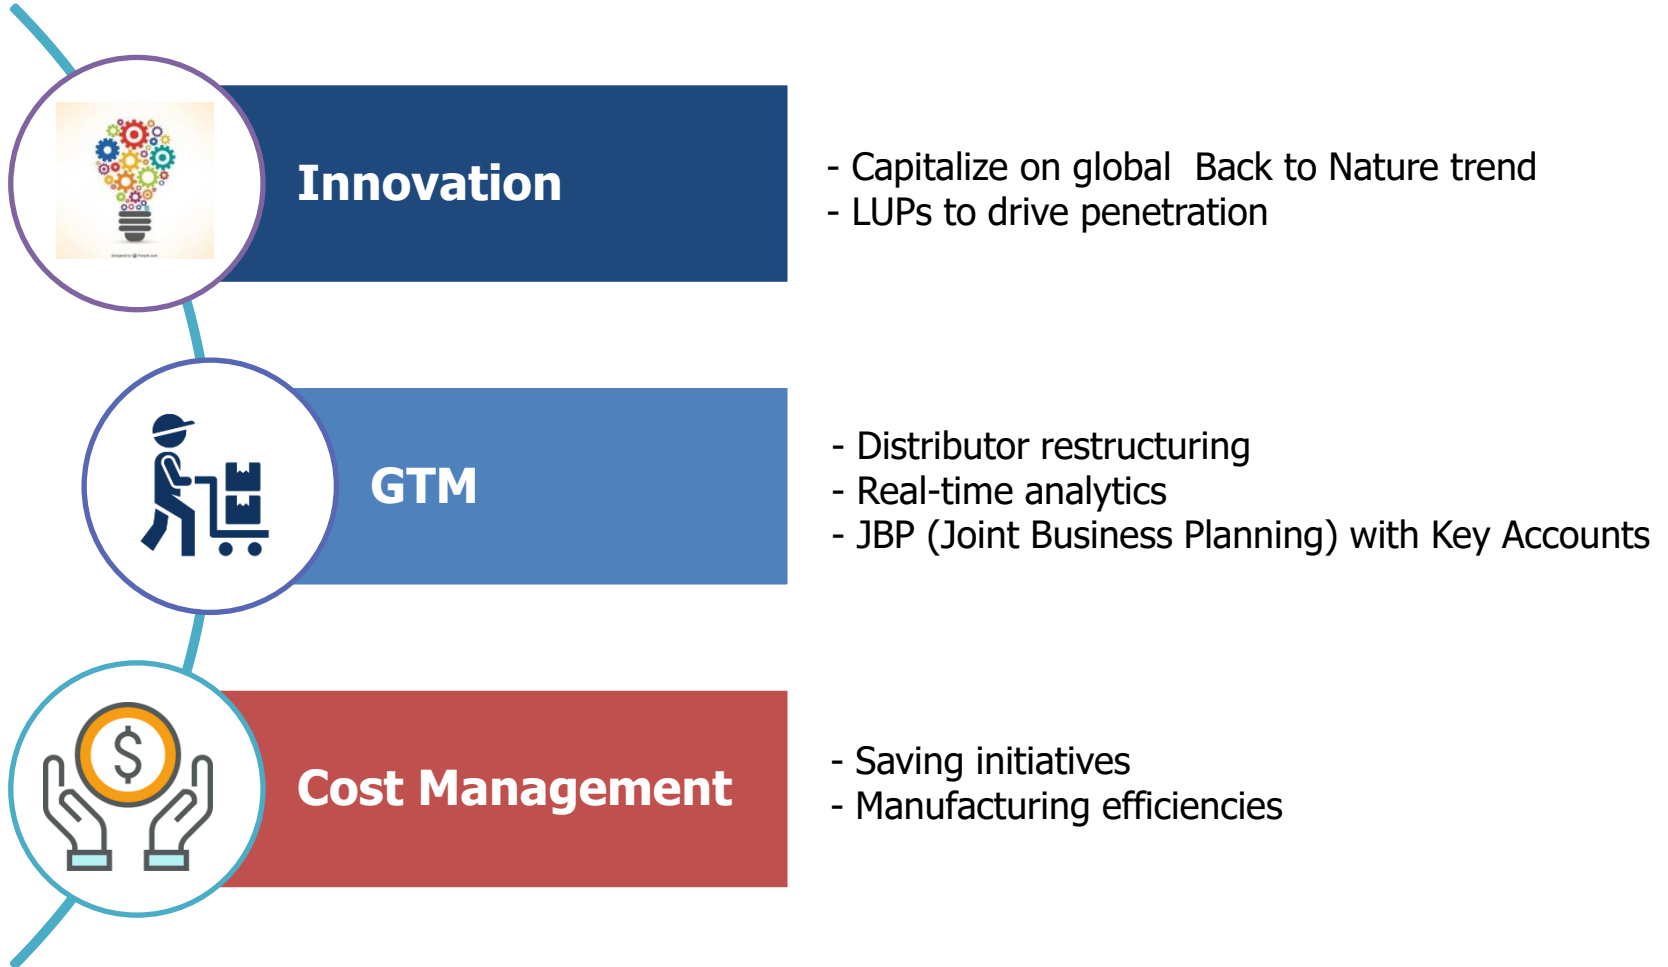 Innovation
- Capitalize on global  Back to Nature trend
- LUPs to drive penetration
GTM
- Distributor restructuring
- Real-time analytics
- JBP (Joint Business Planning) with Key Accounts
Cost Management
- Saving initiatives
- Manufacturing efficiencies
$